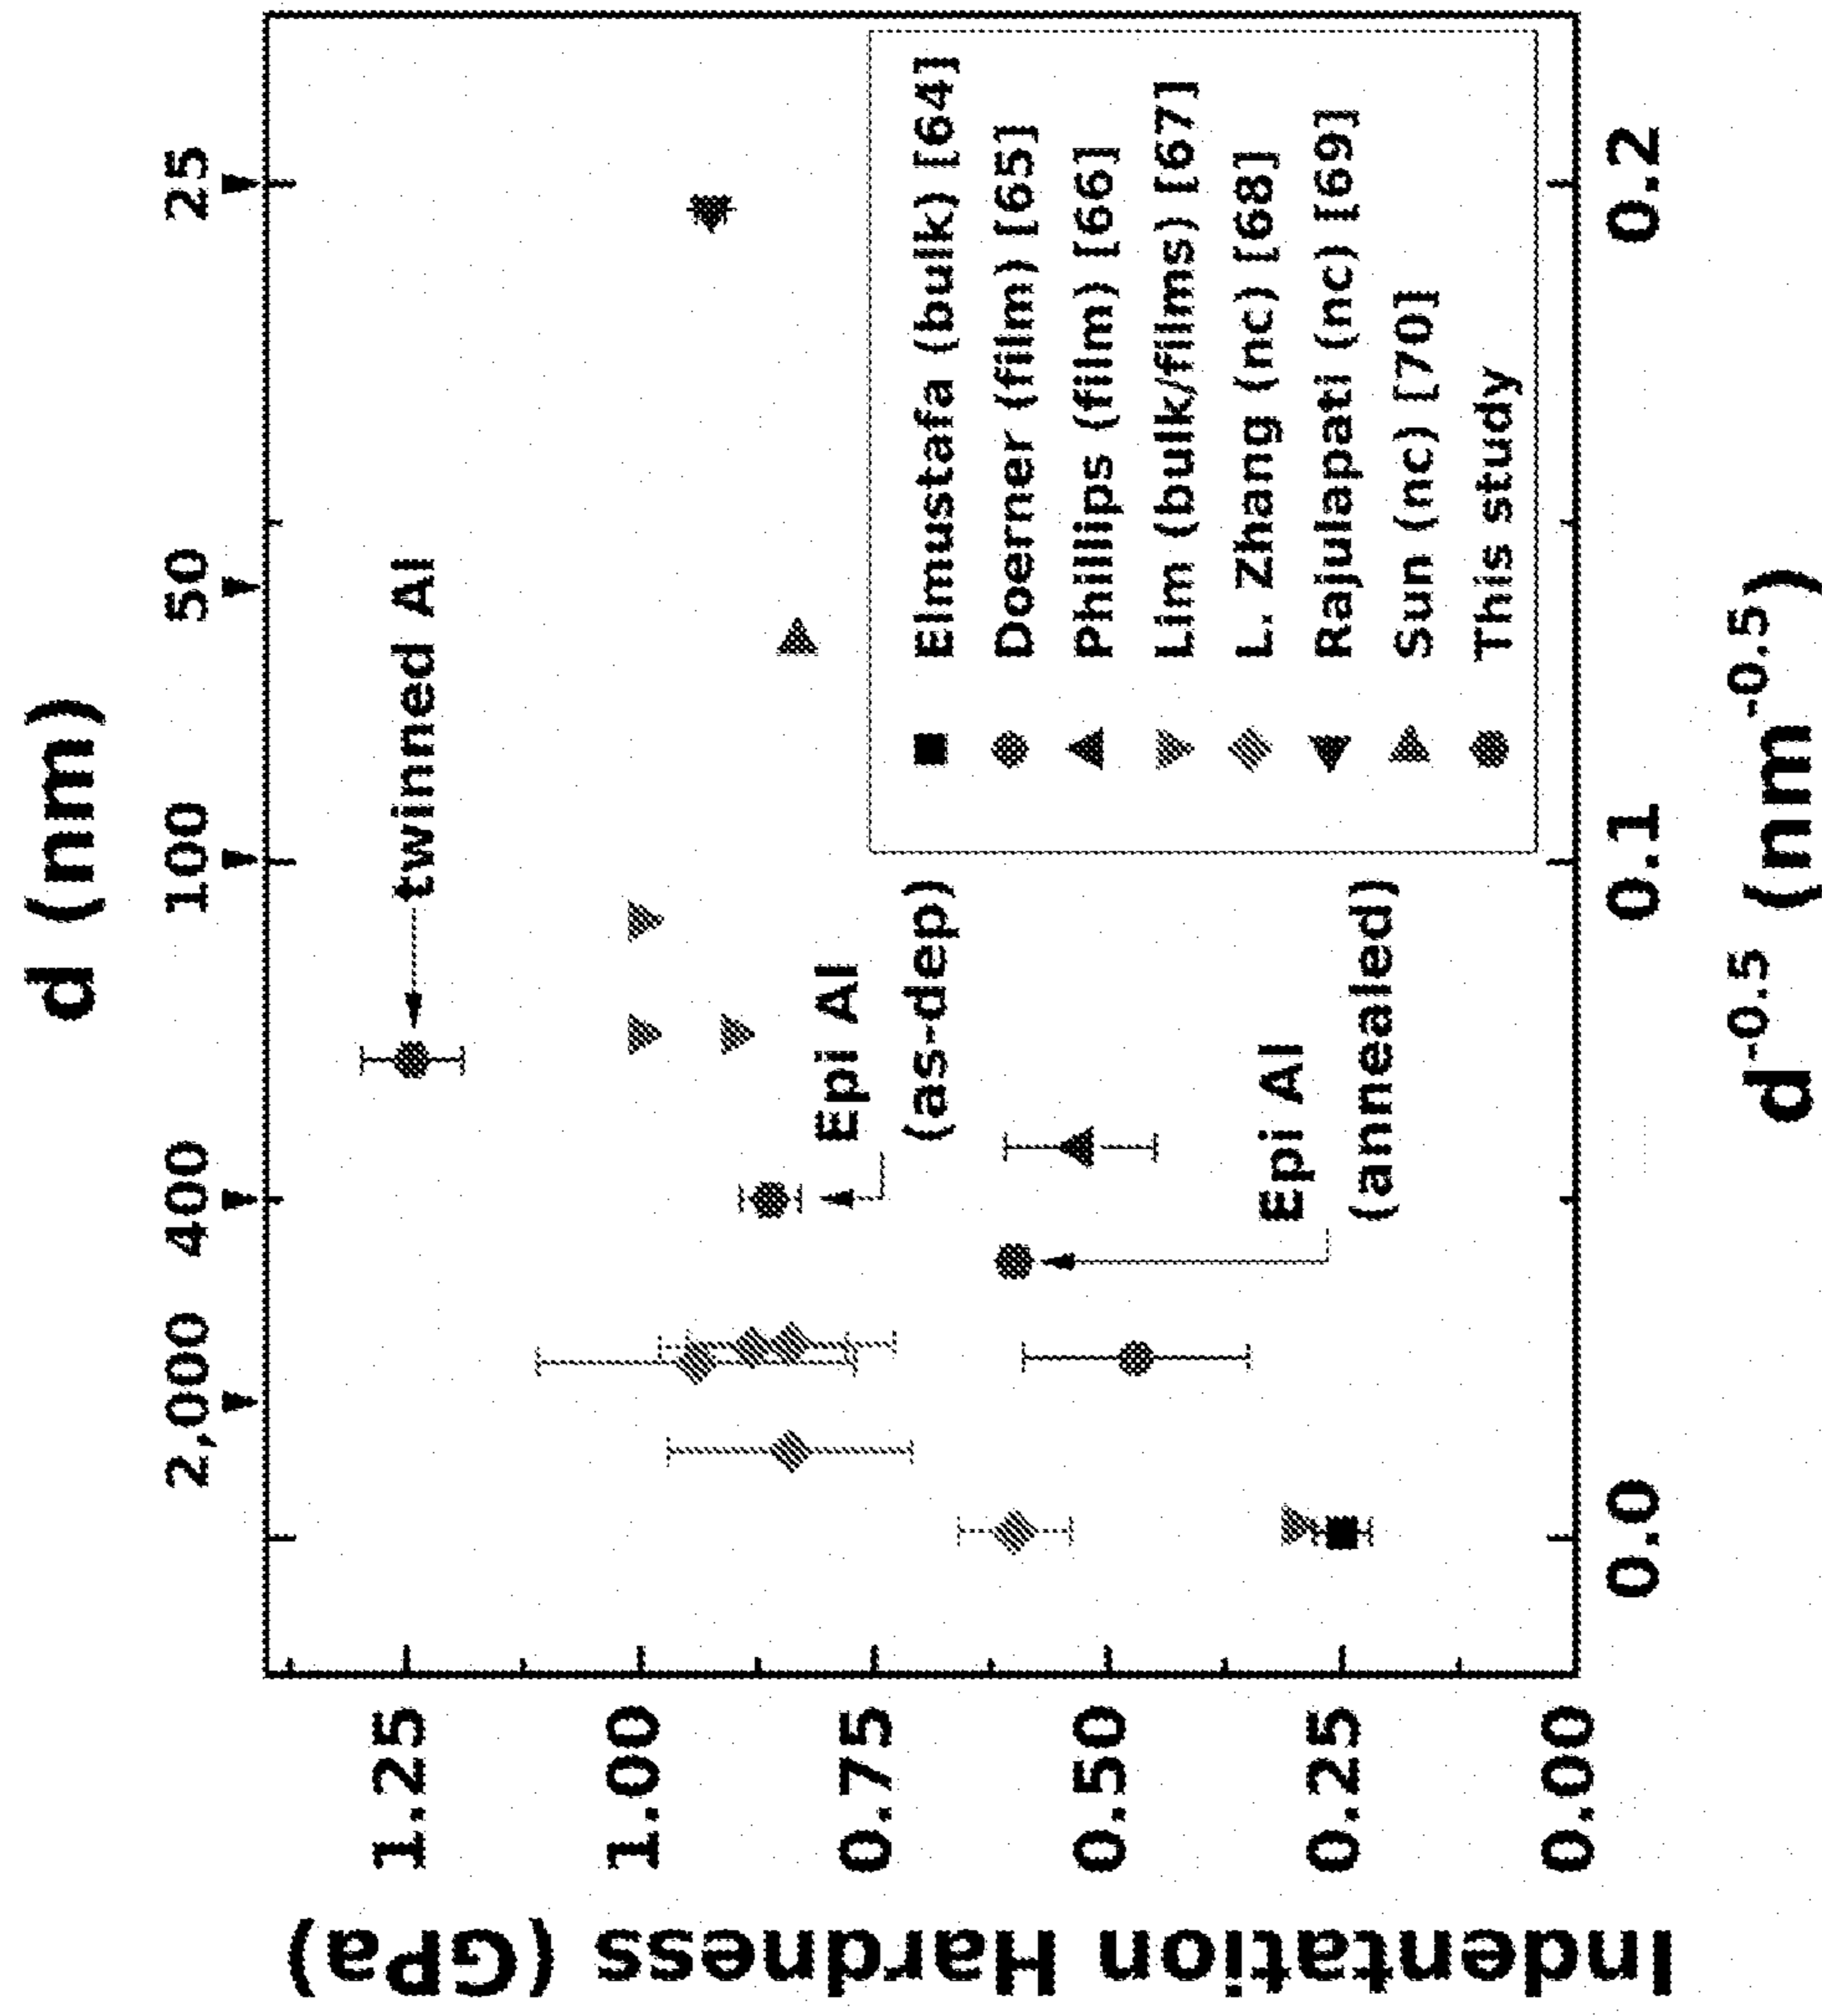 d (nm)
2,000 400 100 50 25
Indentation Hardness (GPa)
1.25
1.00
0.75
0.50
0.25
0.00
twinned Al
Epi Al
(as-dep)
Epi Al
(annealed)
Elmustafa (bulk) [64]
Doerner (film) [65]
Phillips (film) [66]
Lim (bulk/films) [67]
L. Zhang (nc) [68]
Rajulapati (nc) [69]
Sun (nc) [70]
This study
0.0 0.1 0.2
d⁻⁰·⁵ (nm⁻⁰·⁵)